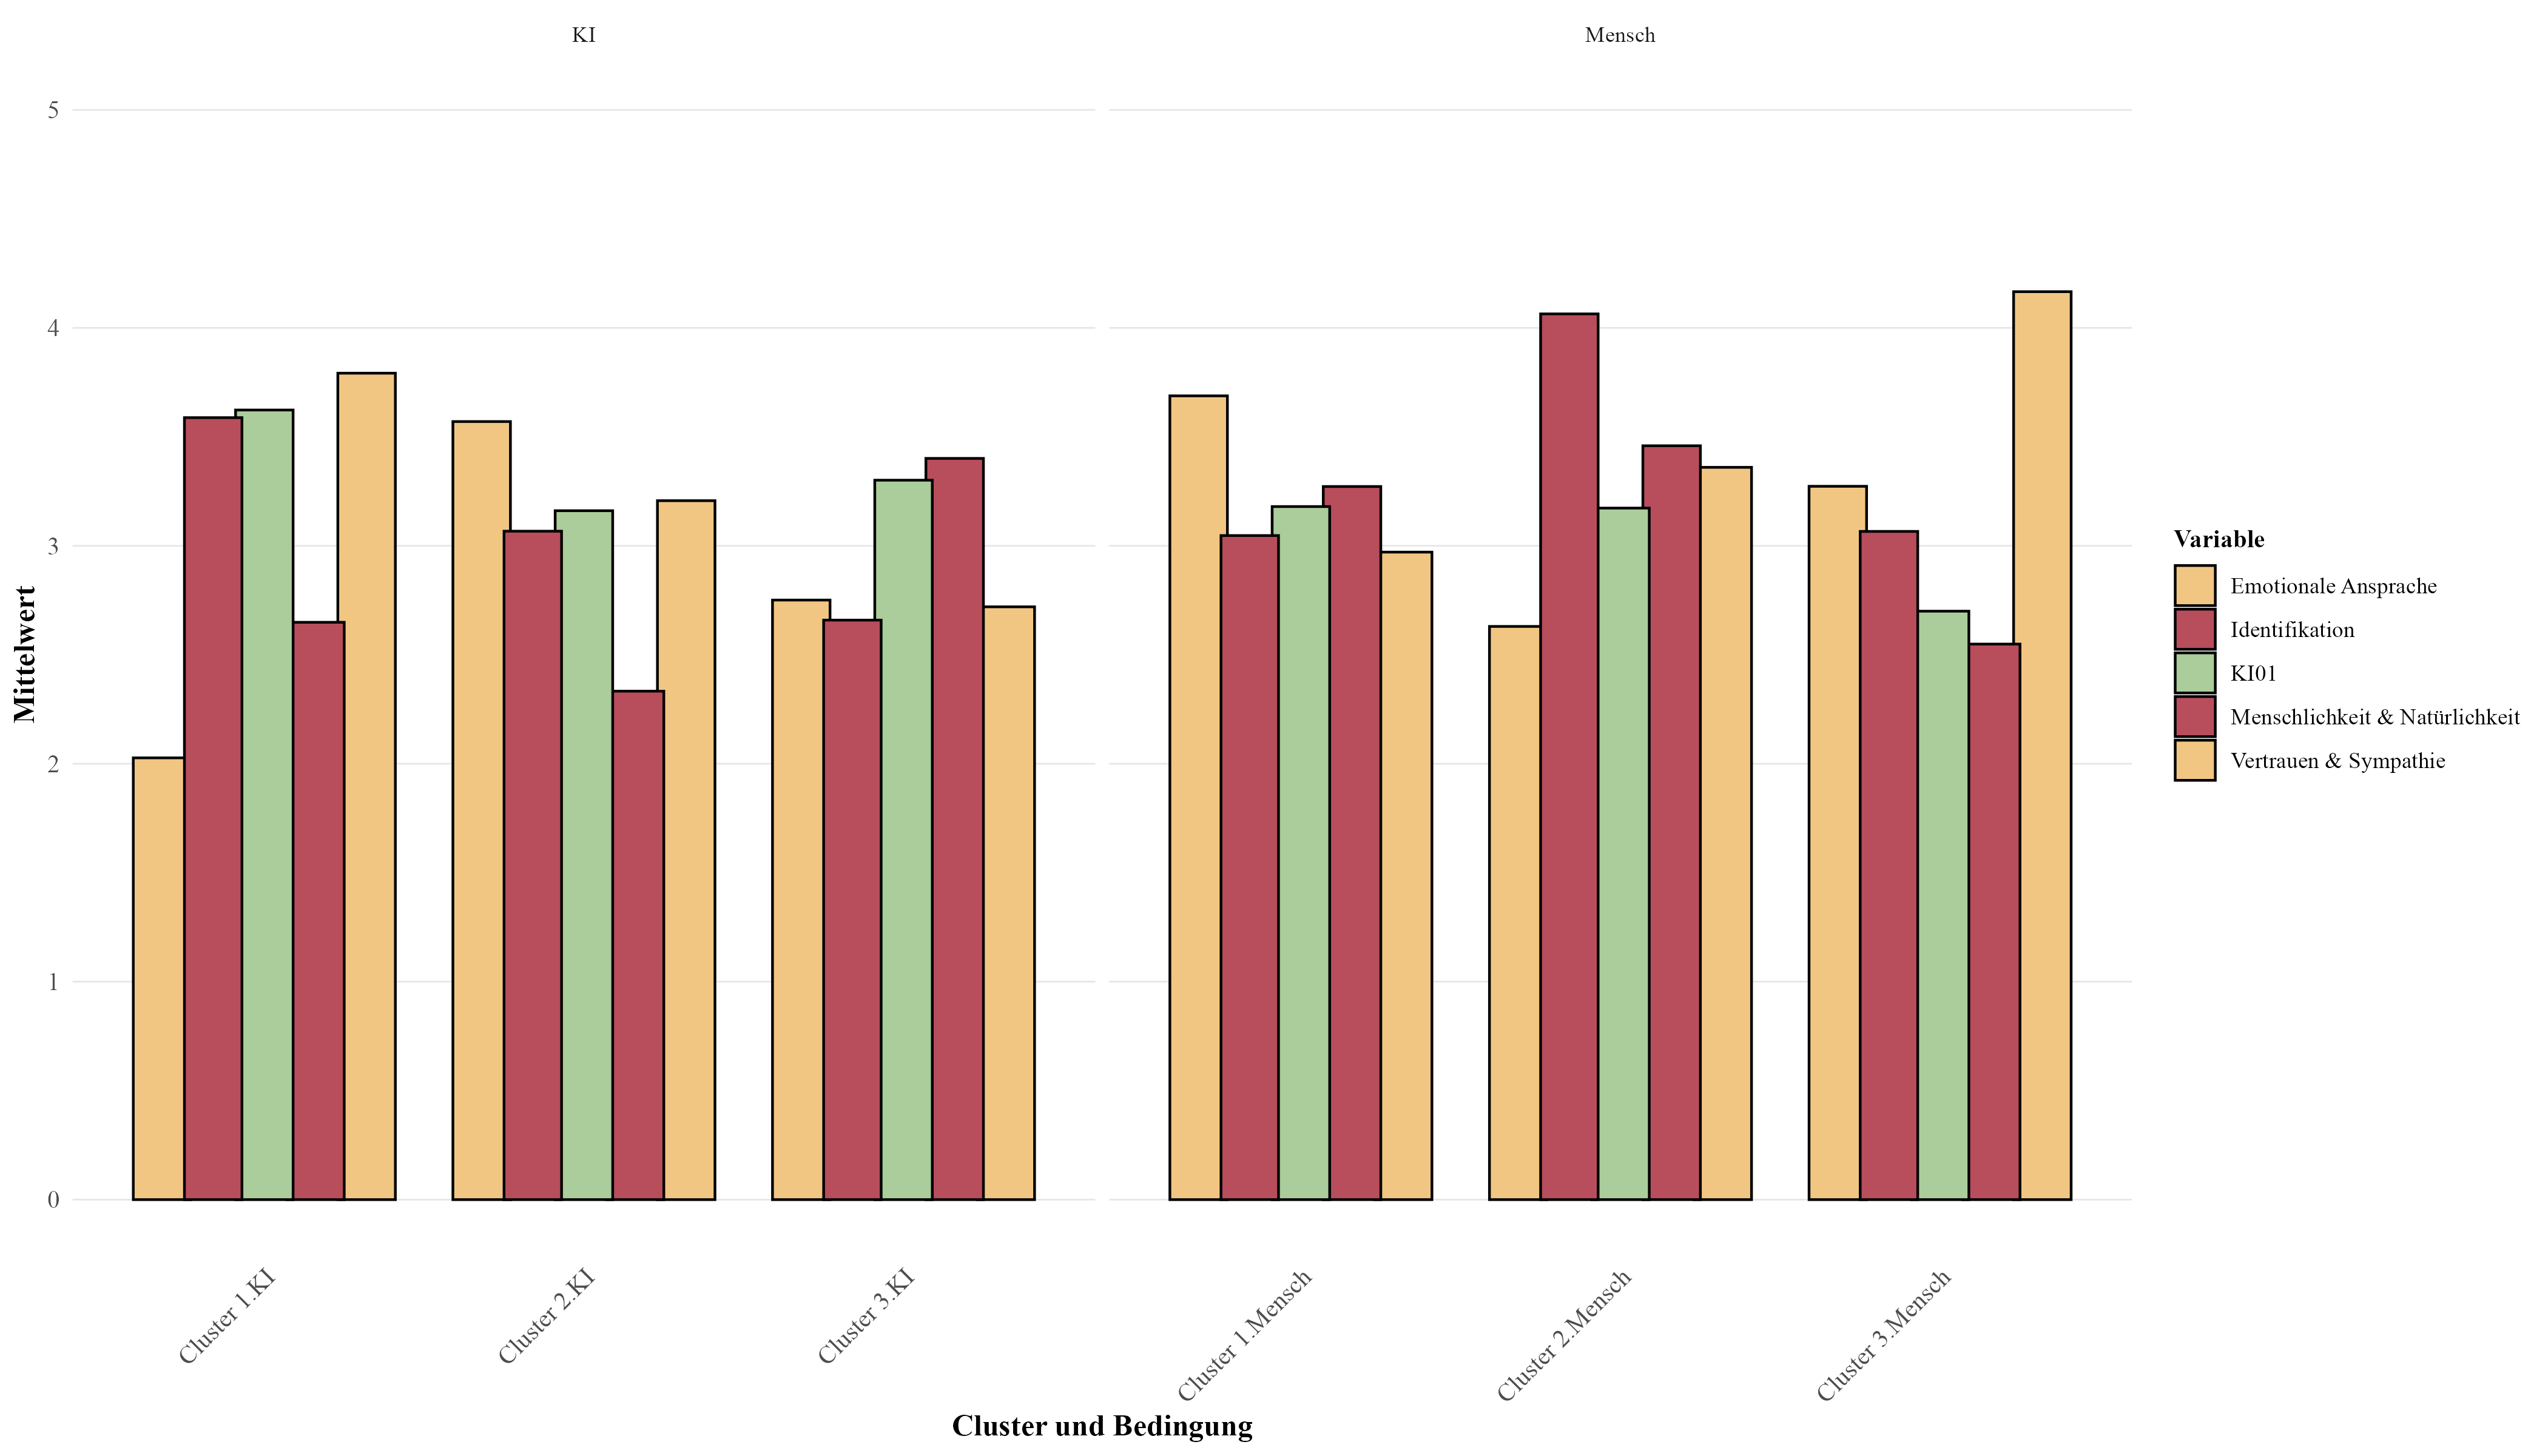 KI
Mensch
5
4
3
2
1
0
Mittelwert
Cluster 1.KI
Cluster 2.KI
Cluster 3.KI
Cluster 1.Mensch
Cluster 2.Mensch
Cluster 3.Mensch
Cluster und Bedingung
Variable
Emotionale Ansprache
Identifikation
KI01
Menschlichkeit & Natürlichkeit
Vertrauen & Sympathie